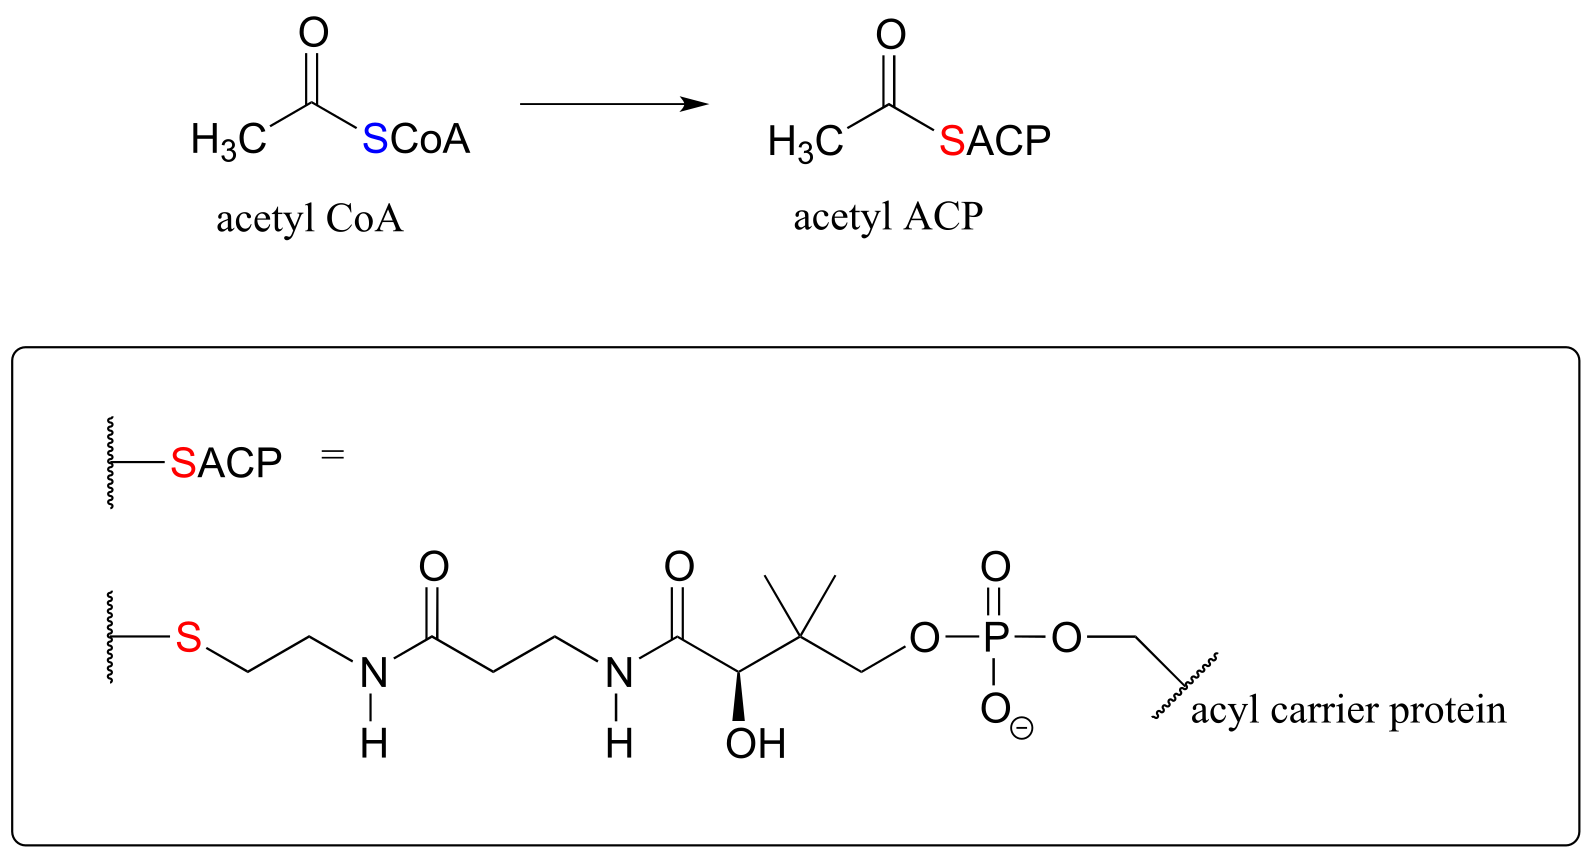 O O
H₃C SCoA H₃C SACP
acetyl CoA acetyl ACP
SACP =
O O O
S N N O P O
O⊖
acyl carrier protein
H H OH